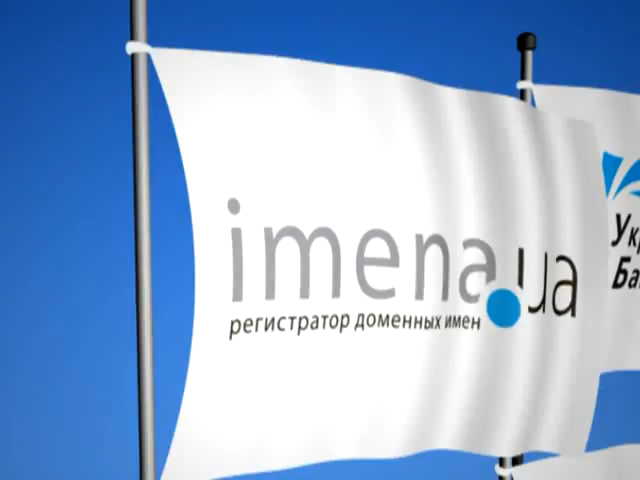 imena.ua
регистратор доменных имен